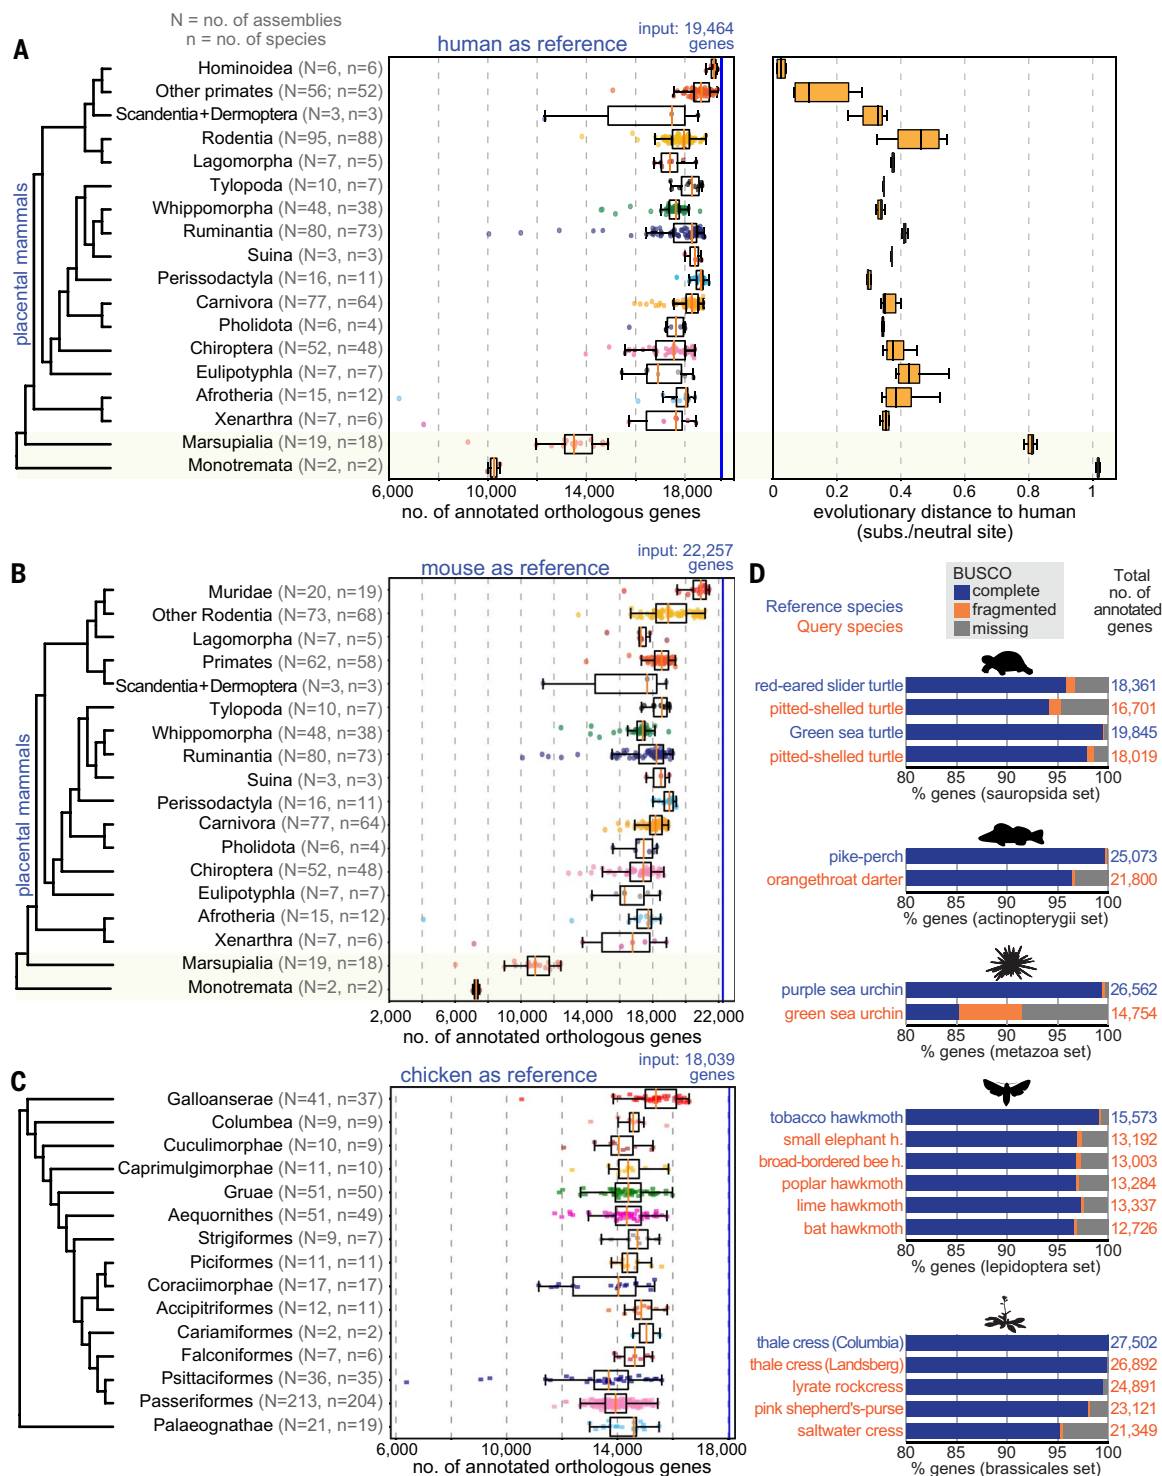 A
N = no. of assemblies
n = no. of species
human as reference
input: 19,464
genes
placental mammals
Hominoidea (N=6, n=6)
Other primates (N=56; n=52)
Scandentia+Dermoptera (N=3, n=3)
Rodentia (N=95, n=88)
Lagomorpha (N=7, n=5)
Tylopoda (N=10, n=7)
Whippomorpha (N=48, n=38)
Ruminantia (N=80, n=73)
Suina (N=3, n=3)
Perissodactyla (N=16, n=11)
Carnivora (N=77, n=64)
Pholidota (N=6, n=4)
Chiroptera (N=52, n=48)
Eulipotyphla (N=7, n=7)
Afrotheria (N=15, n=12)
Xenarthra (N=7, n=6)
Marsupialia (N=19, n=18)
Monotremata (N=2, n=2)
6,000 10,000 14,000 18,000
no. of annotated orthologous genes
0 0.2 0.4 0.6 0.8 1
evolutionary distance to human
(subs./neutral site)
B
mouse as reference
input: 22,257
genes
placental mammals
Muridae (N=20, n=19)
Other Rodentia (N=73, n=68)
Lagomorpha (N=7, n=5)
Primates (N=62, n=58)
Scandentia+Dermoptera (N=3, n=3)
Tylopoda (N=10, n=7)
Whippomorpha (N=48, n=38)
Ruminantia (N=80, n=73)
Suina (N=3, n=3)
Perissodactyla (N=16, n=11)
Carnivora (N=77, n=64)
Pholidota (N=6, n=4)
Chiroptera (N=52, n=48)
Eulipotyphla (N=7, n=7)
Afrotheria (N=15, n=12)
Xenarthra (N=7, n=6)
Marsupialia (N=19, n=18)
Monotremata (N=2, n=2)
2,000 6,000 10,000 14,000 18,000 22,000
no. of annotated orthologous genes
C
chicken as reference
input: 18,039
genes
Galloanserae (N=41, n=37)
Columbea (N=9, n=9)
Cuculimorphae (N=10, n=9)
Caprimulgimorphae (N=11, n=10)
Gruae (N=51, n=50)
Aequornithes (N=51, n=49)
Strigiformes (N=9, n=7)
Piciformes (N=11, n=11)
Coraciimorphae (N=17, n=17)
Accipitriformes (N=12, n=11)
Cariamiformes (N=2, n=2)
Falconiformes (N=7, n=6)
Psittaciformes (N=36, n=35)
Passeriformes (N=213, n=204)
Palaeognathae (N=21, n=19)
6,000 10,000 14,000 18,000
no. of annotated orthologous genes
D
Reference species
Query species
BUSCO
complete
fragmented
missing
Total
no. of
annotated
genes
red-eared slider turtle 18,361
pitted-shelled turtle 16,701
Green sea turtle 19,845
pitted-shelled turtle 18,019
80 85 90 95 100
% genes (sauropsida set)
pike-perch 25,073
orangethroat darter 21,800
80 85 90 95 100
% genes (actinopterygii set)
purple sea urchin 26,562
green sea urchin 14,754
80 85 90 95 100
% genes (metazoa set)
tobacco hawkmoth 15,573
small elephant h. 13,192
broad-bordered bee h. 13,003
poplar hawkmoth 13,284
lime hawkmoth 13,337
bat hawkmoth 12,726
80 85 90 95 100
% genes (lepidoptera set)
thale cress (Columbia) 27,502
thale cress (Landsberg) 26,892
lyrate rockcress 24,891
pink shepherd's-purse 23,121
saltwater cress 21,349
80 85 90 95 100
% genes (brassicales set)